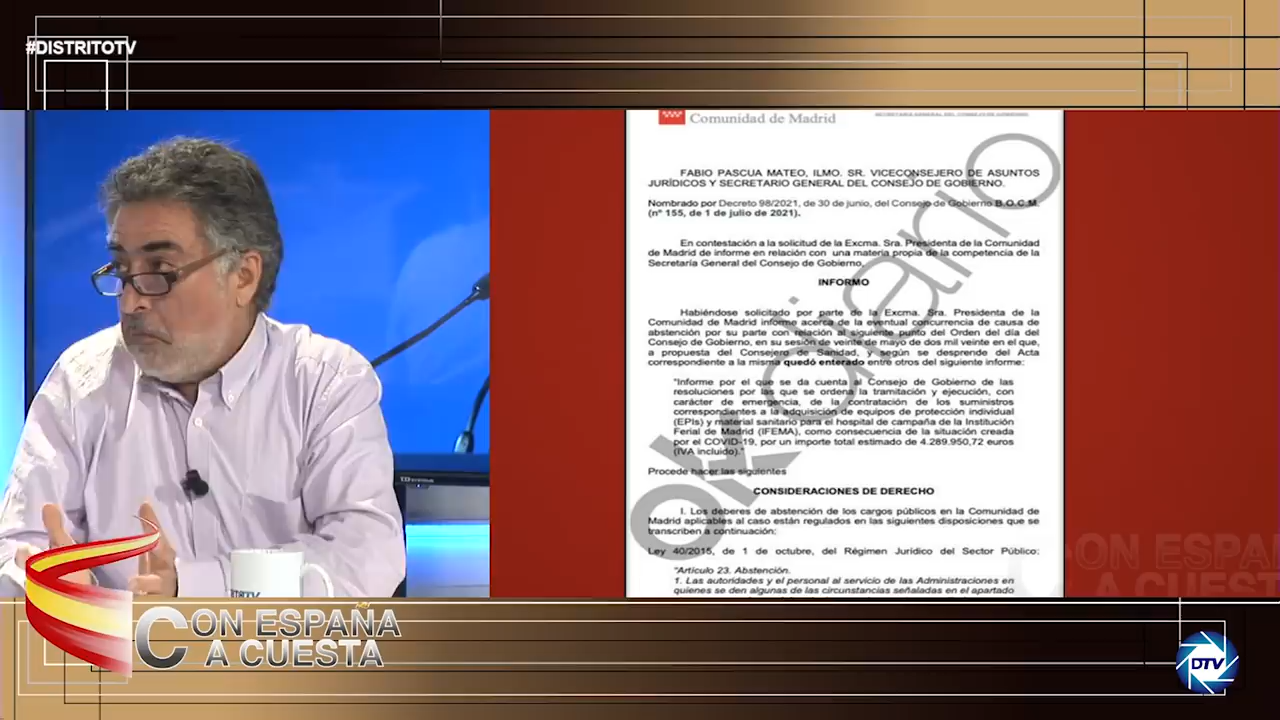 #DISTRITOTV
Comunidad de Madrid
SECRETARÍA GENERAL DEL CONSEJO DE GOBIERNO
FABIO PASCUA MATEO, ILMO. SR. VICECONSEJERO DE ASUNTOS
JURÍDICOS Y SECRETARIO GENERAL DEL CONSEJO DE GOBIERNO.
Nombrado por Decreto 98/2021, de 30 de junio, del Consejo de Gobierno B.O.C.M.
(nº 155, de 1 de julio de 2021).
En contestación a la solicitud de la Excma. Sra. Presidenta de la Comunidad
de Madrid de informe en relación con una materia propia de la competencia de la
Secretaría General del Consejo de Gobierno,
INFORMO
Habiéndose solicitado por parte de la Excma. Sra. Presidenta de la
Comunidad de Madrid informe acerca de la eventual concurrencia de causa de
abstención por su parte con relación al siguiente punto del Orden del día del
Consejo de Gobierno, en su sesión de veinte de mayo de dos mil veinte en el que,
a propuesta del Consejero de Sanidad, y según se desprende del Acta
correspondiente a la misma quedó enterado entre otros del siguiente informe:
"Informe por el que se da cuenta al Consejo de Gobierno de las
resoluciones por las que se ordena la tramitación y ejecución, con
carácter de emergencia, de la contratación de los suministros
correspondientes a la adquisición de equipos de protección individual
(EPIs) y material sanitario para el hospital de campaña de la Institución
Ferial de Madrid (IFEMA), como consecuencia de la situación creada
por el COVID-19, por un importe total estimado de 4.289.950,72 euros
(IVA incluido)."
Procede hacer las siguientes
CONSIDERACIONES DE DERECHO
I. Los deberes de abstención de los cargos públicos en la Comunidad de
Madrid aplicables al caso están regulados en las siguientes disposiciones que se
transcriben a continuación:
Ley 40/2015, de 1 de octubre, del Régimen Jurídico del Sector Público:
"Artículo 23. Abstención.
1. Las autoridades y el personal al servicio de las Administraciones en
quienes se den algunas de las circunstancias señaladas en el apartado
okdiario
CON ESPAÑA
A CUESTA
CON ESPAÑA
A CUESTA
DTV